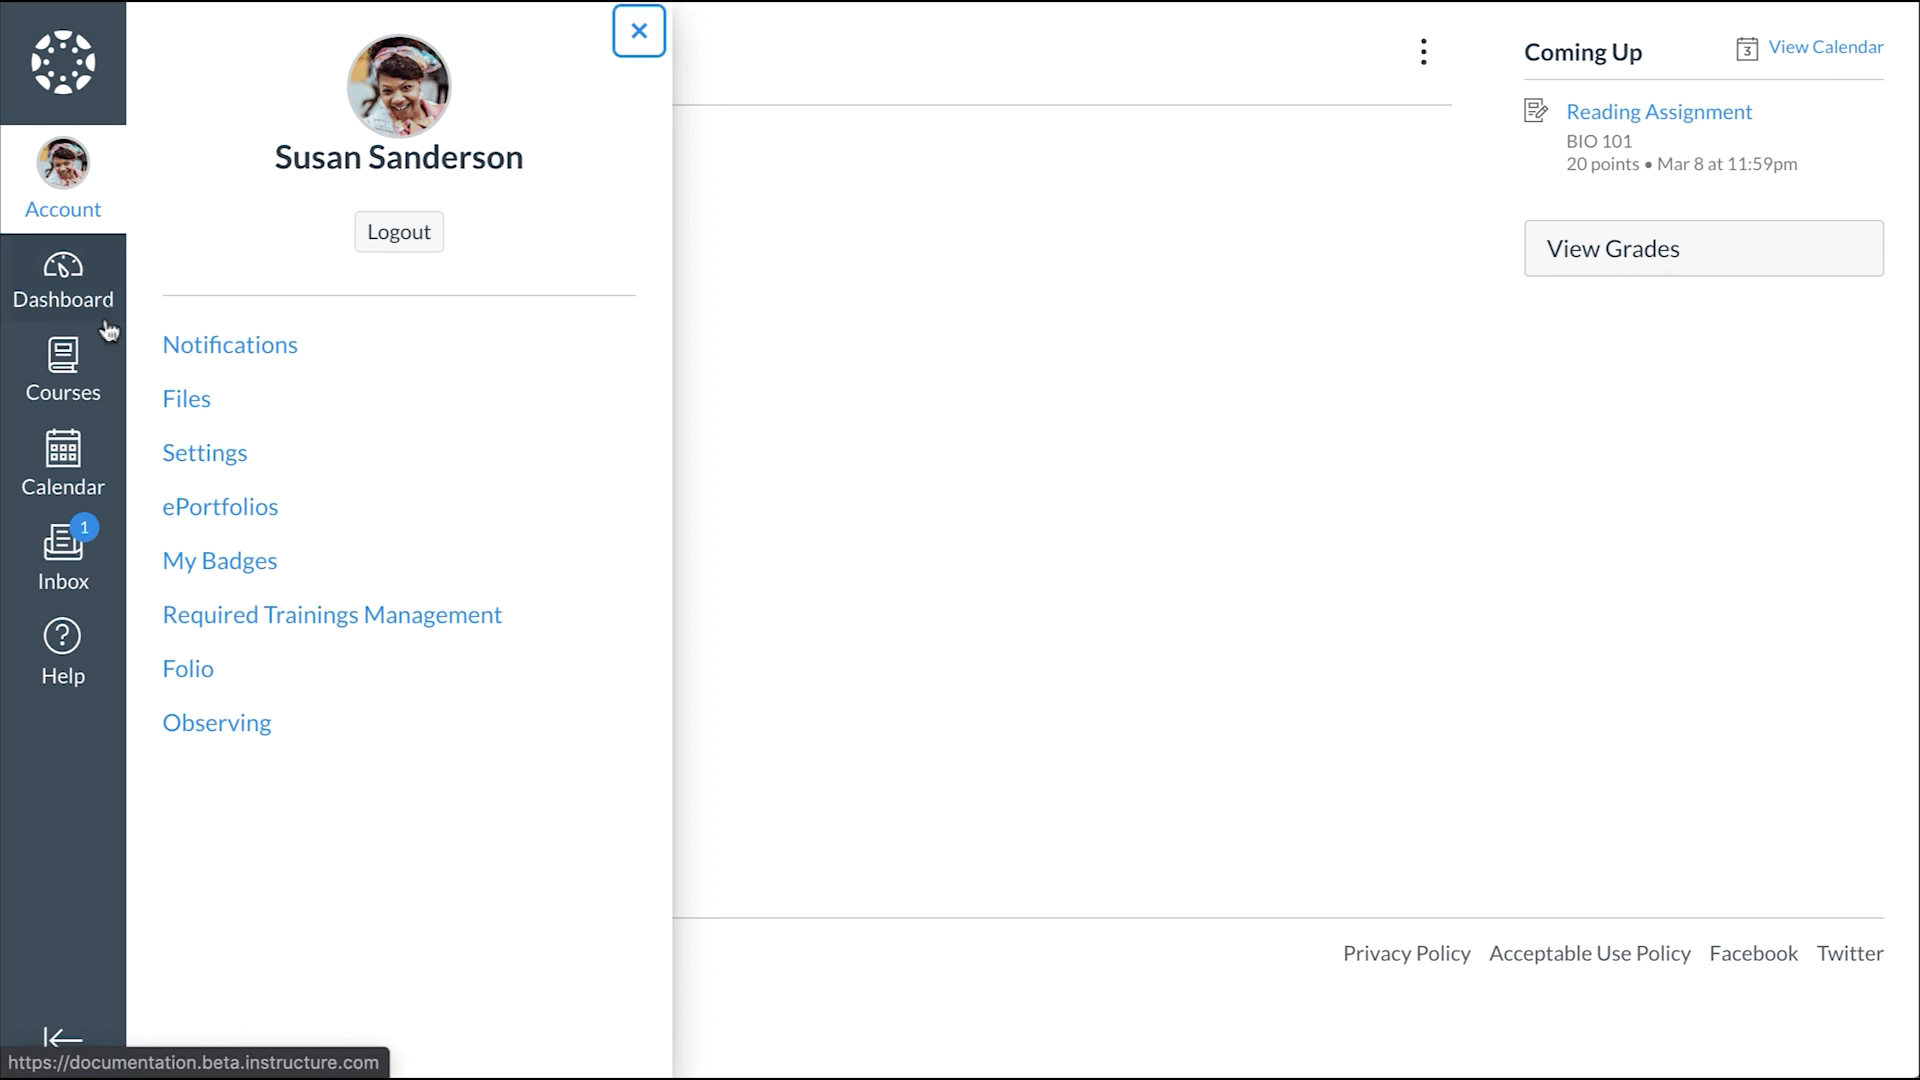 Account
Dashboard
Courses
Calendar
1
Inbox
Help
Susan Sanderson
Logout
Notifications
Files
Settings
ePortfolios
My Badges
Required Trainings Management
Folio
Observing
Coming Up
3
View Calendar
Reading Assignment
BIO 101
20 points • Mar 8 at 11:59pm
View Grades
Privacy Policy Acceptable Use Policy Facebook Twitter
https://documentation.beta.instructure.com